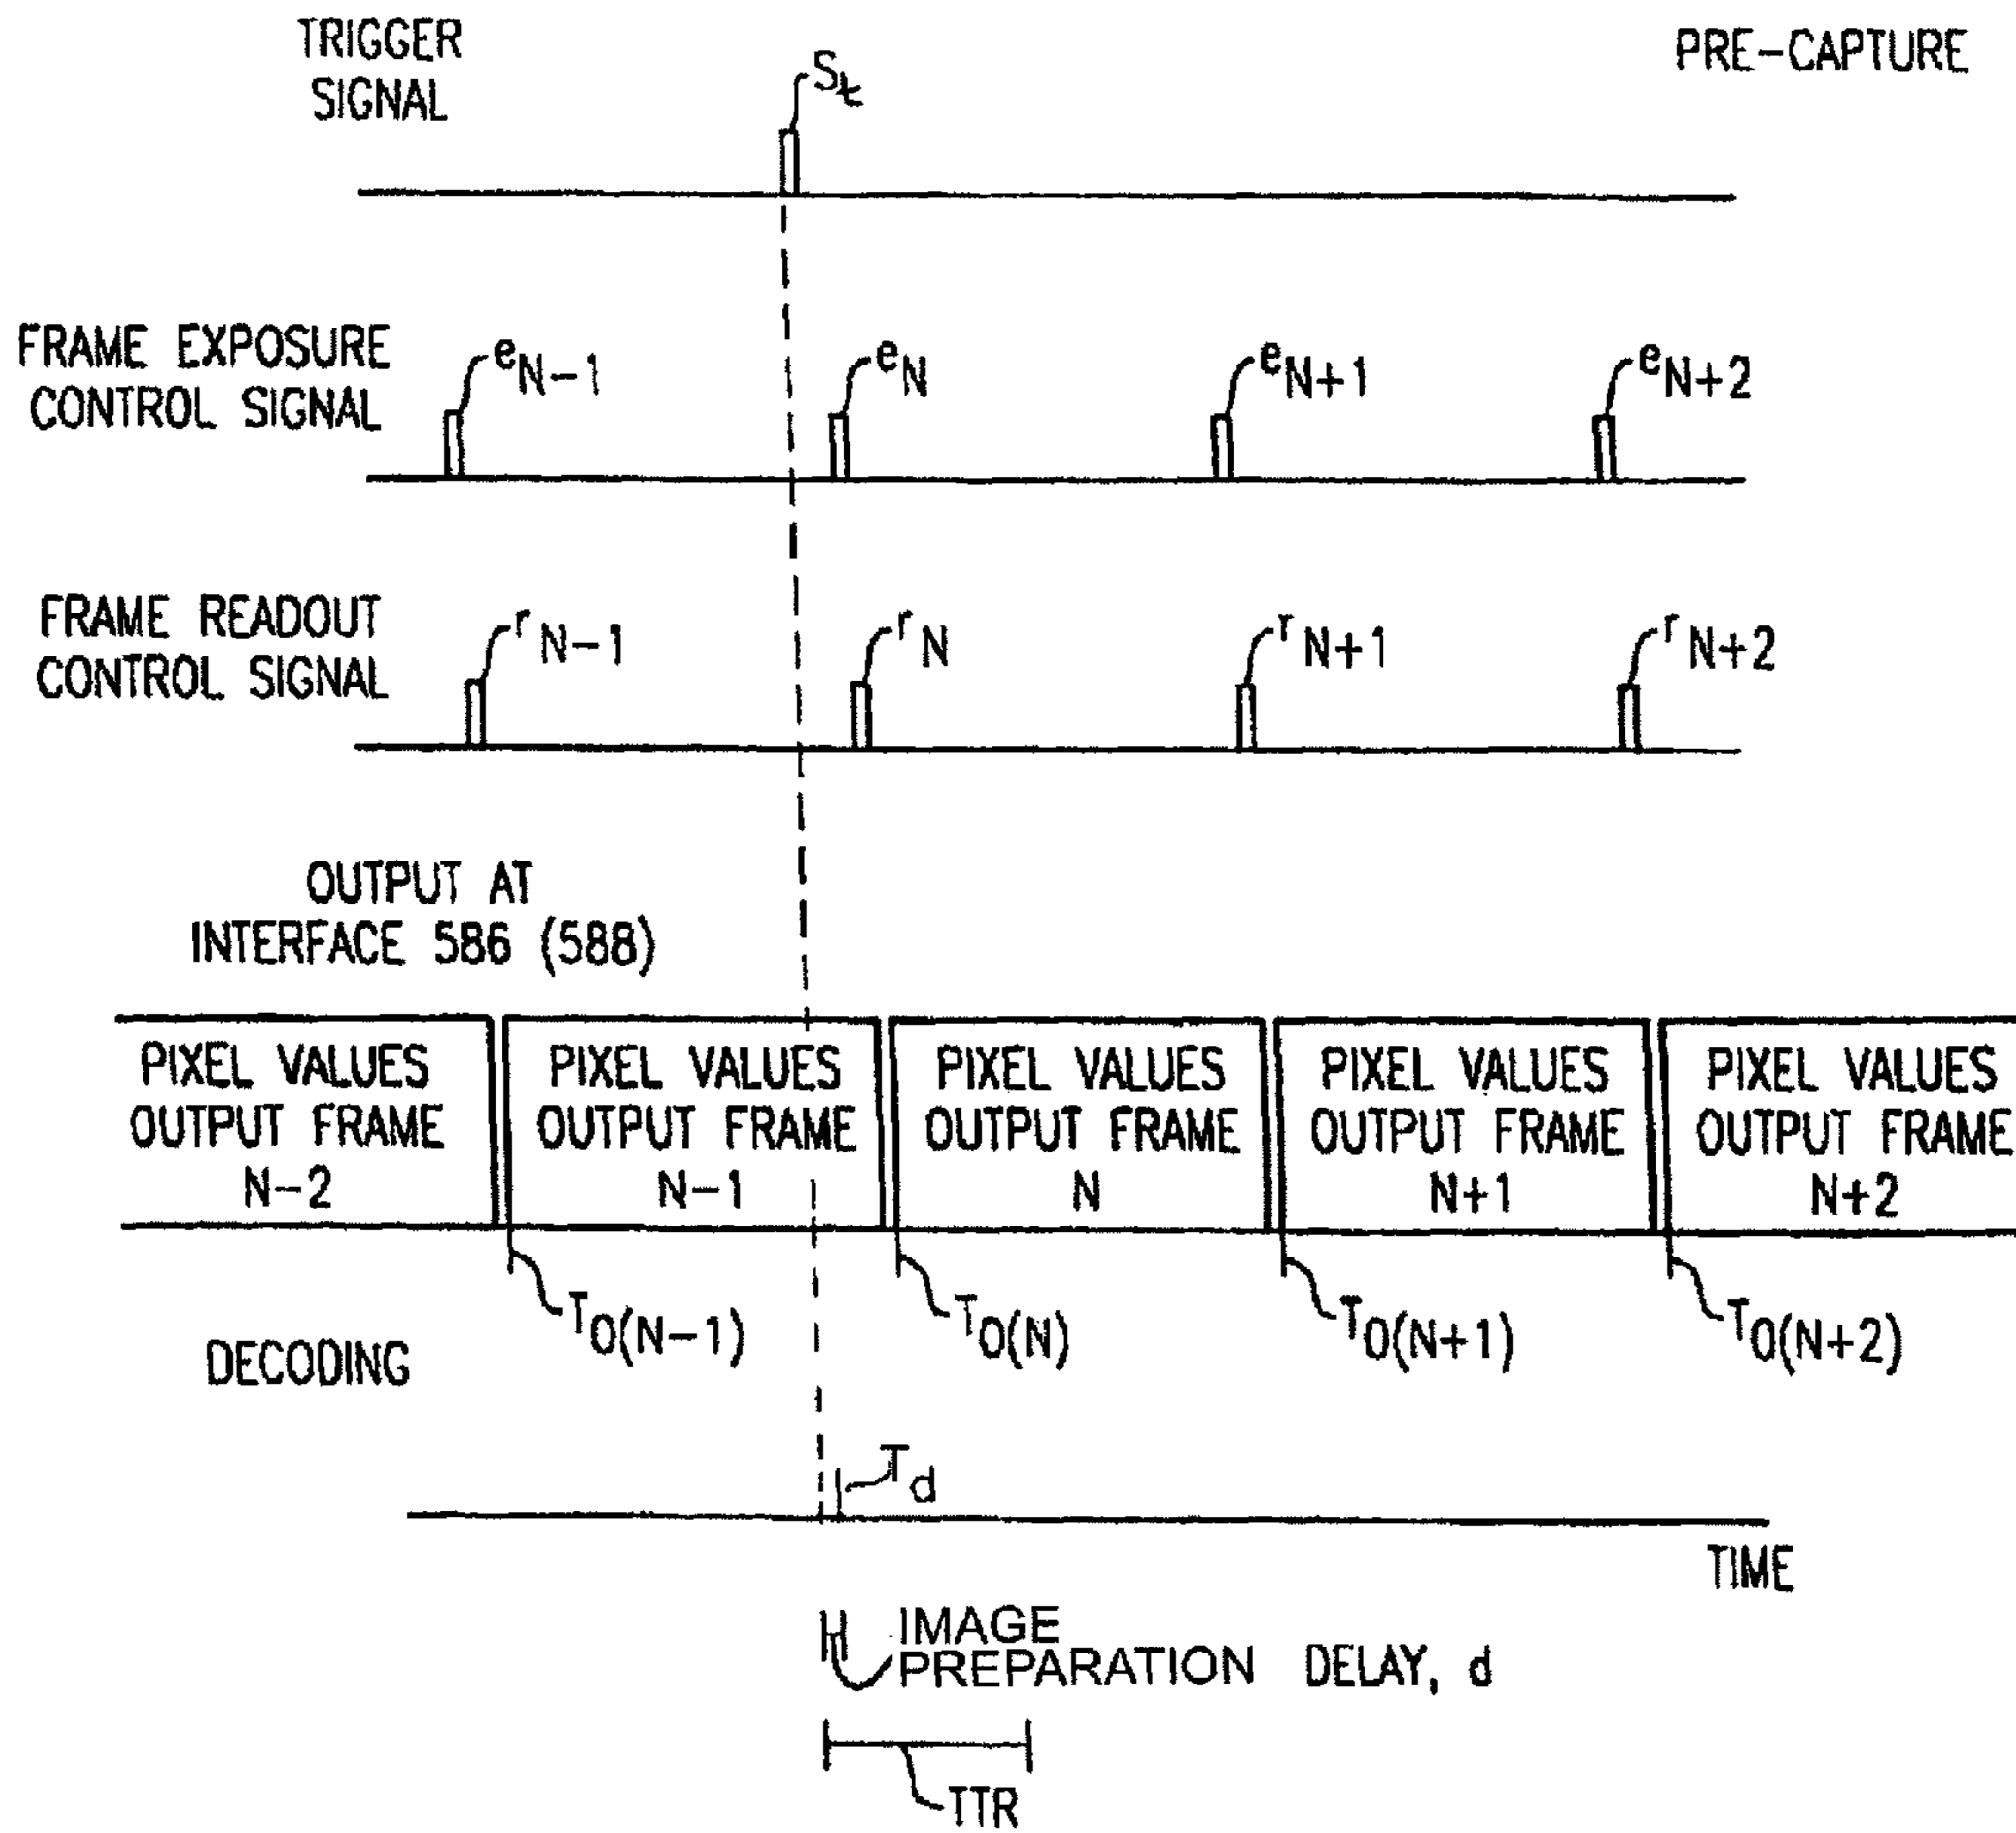 TRIGGER
SIGNAL
PRE-CAPTURE
St
FRAME EXPOSURE
CONTROL SIGNAL
eN-1
eN
eN+1
eN+2
FRAME READOUT
CONTROL SIGNAL
rN-1
rN
rN+1
rN+2
OUTPUT AT
INTERFACE 586 (588)
PIXEL VALUES
OUTPUT FRAME
N-2
PIXEL VALUES
OUTPUT FRAME
N-1
PIXEL VALUES
OUTPUT FRAME
N
PIXEL VALUES
OUTPUT FRAME
N+1
PIXEL VALUES
OUTPUT FRAME
N+2
TO(N-1)
TO(N)
TO(N+1)
TO(N+2)
DECODING
Td
TIME
IMAGE
PREPARATION DELAY, d
TTR